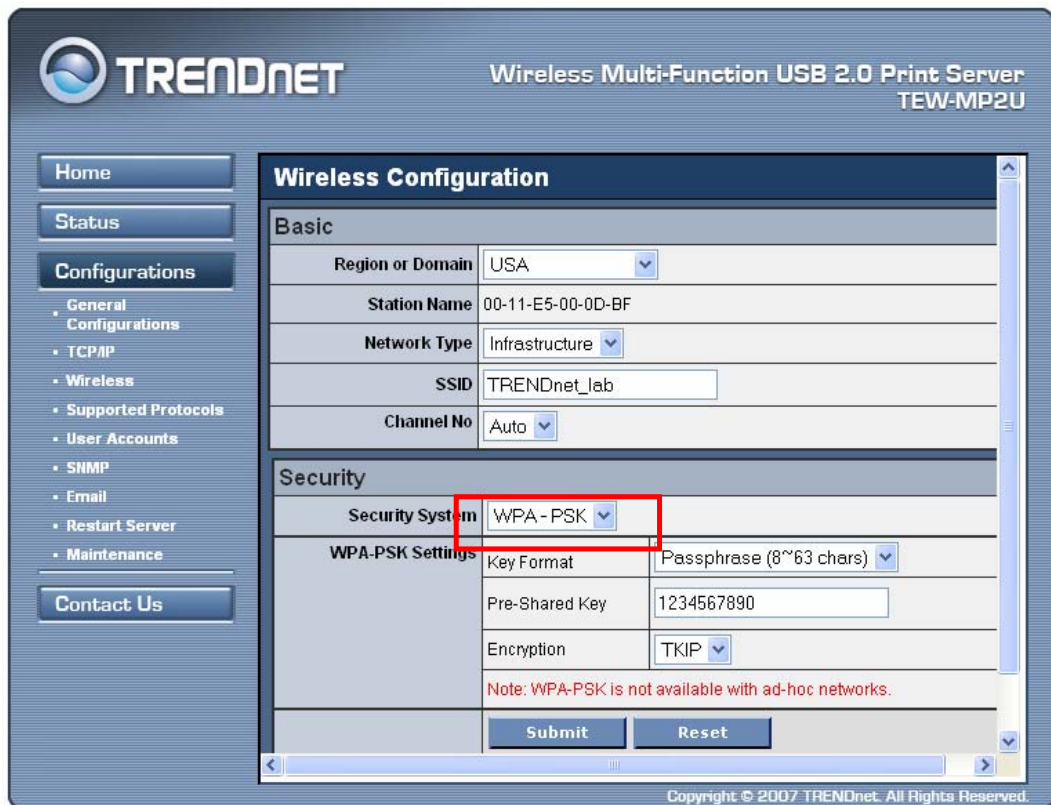 TRENDNET
Wireless Multi-Function USB 2.0 Print Server
TEW-MP2U
Home
Status
Configurations
General
Configurations
TCP/IP
Wireless
Supported Protocols
User Accounts
SNMP
Email
Restart Server
Maintenance
Contact Us
Wireless Configuration
Basic
Region or Domain USA
Station Name 00-11-E5-00-0D-BF
Network Type Infrastructure
SSID TRENDnet_lab
Channel No Auto
Security
Security System WPA - PSK
WPA-PSK Settings
Key Format Passphrase (8~63 chars)
Pre-Shared Key 1234567890
Encryption TKIP
Note: WPA-PSK is not available with ad-hoc networks.
Submit Reset
Copyright © 2007 TRENDnet. All Rights Reserved.